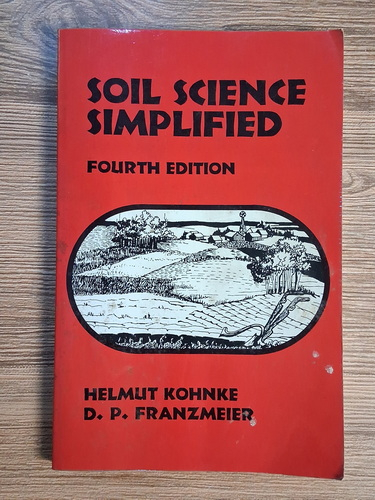 SOIL SCIENCE
SIMPLIFIED
FOURTH EDITION
HELMUT KOHNKE
D. P. FRANZMEIER